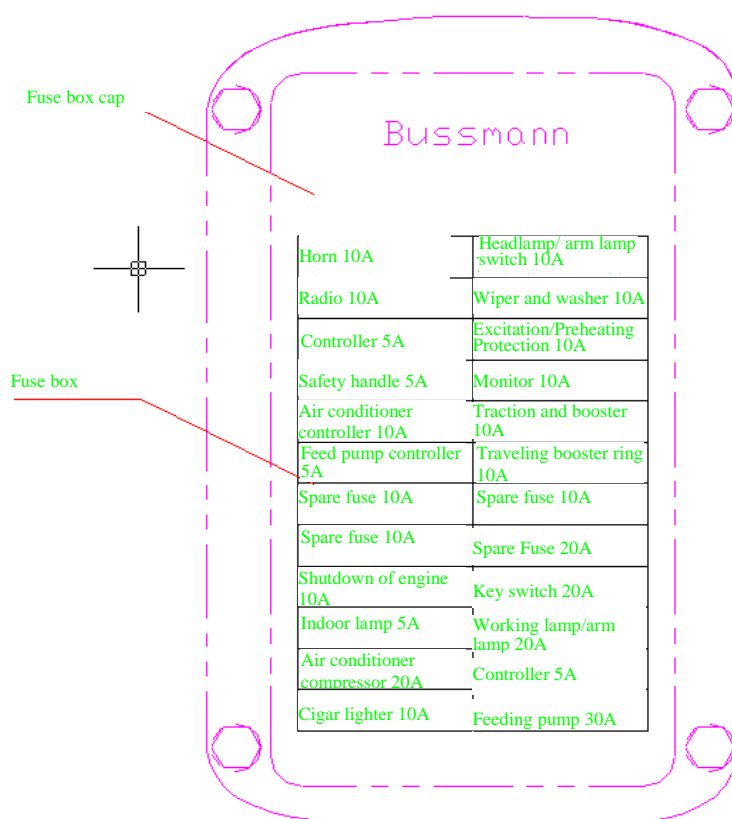 Fuse box cap
Bussmann
Horn 10A
Headlamp/ arm lamp
switch 10A
Radio 10A
Wiper and washer 10A
Controller 5A
Excitation/Preheating
Protection 10A
Fuse box
Safety handle 5A
Monitor 10A
Air conditioner
controller 10A
Traction and booster
10A
Feed pump controller
5A
Traveling booster ring
10A
Spare fuse 10A
Spare fuse 10A
Spare fuse 10A
Spare Fuse 20A
Shutdown of engine
10A
Key switch 20A
Indoor lamp 5A
Working lamp/arm
lamp 20A
Air conditioner
compressor 20A
Controller 5A
Cigar lighter 10A
Feeding pump 30A